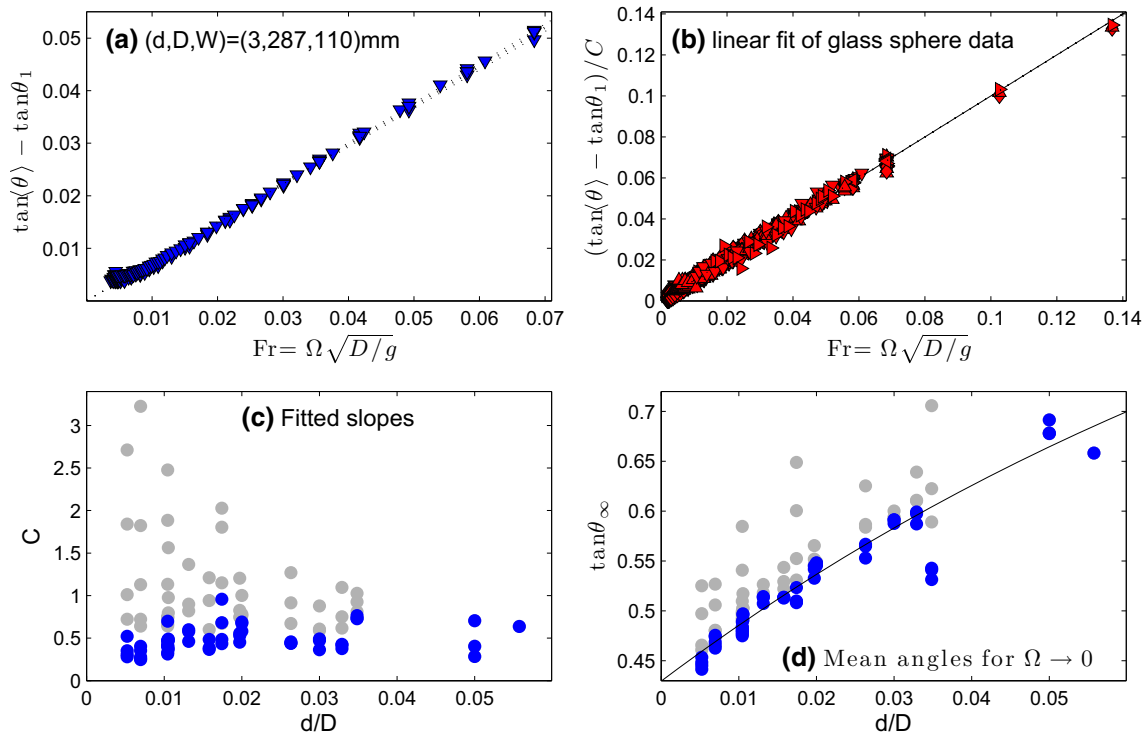 (a) (d,D,W)=(3,287,110)mm
tan⟨θ⟩ − tanθ₁
0.05
0.04
0.03
0.02
0.01
0.01 0.02 0.03 0.04 0.05 0.06 0.07
Fr= Ω√D/g
(b) linear fit of glass sphere data
(tan⟨θ⟩ − tanθ₁)/C
0.14
0.12
0.1
0.08
0.06
0.04
0.02
0
0 0.02 0.04 0.06 0.08 0.1 0.12 0.14
Fr= Ω√D/g
(c) Fitted slopes
C
3
2.5
2
1.5
1
0.5
0
0 0.01 0.02 0.03 0.04 0.05
d/D
tanθ∞
0.7
0.65
0.6
0.55
0.5
0.45
(d) Mean angles for Ω → 0
0 0.01 0.02 0.03 0.04 0.05
d/D